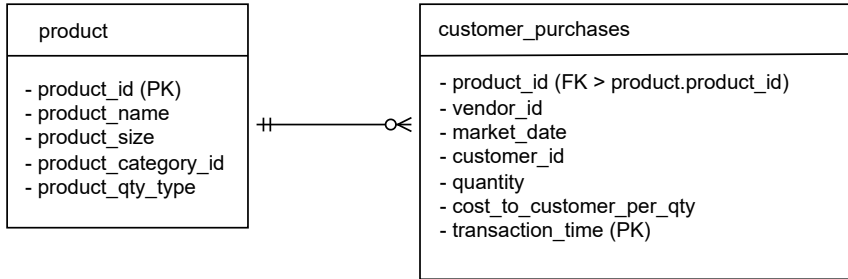 product
- product_id (PK)
- product_name
- product_size
- product_category_id
- product_qty_type
customer_purchases
- product_id (FK > product.product_id)
- vendor_id
- market_date
- customer_id
- quantity
- cost_to_customer_per_qty
- transaction_time (PK)